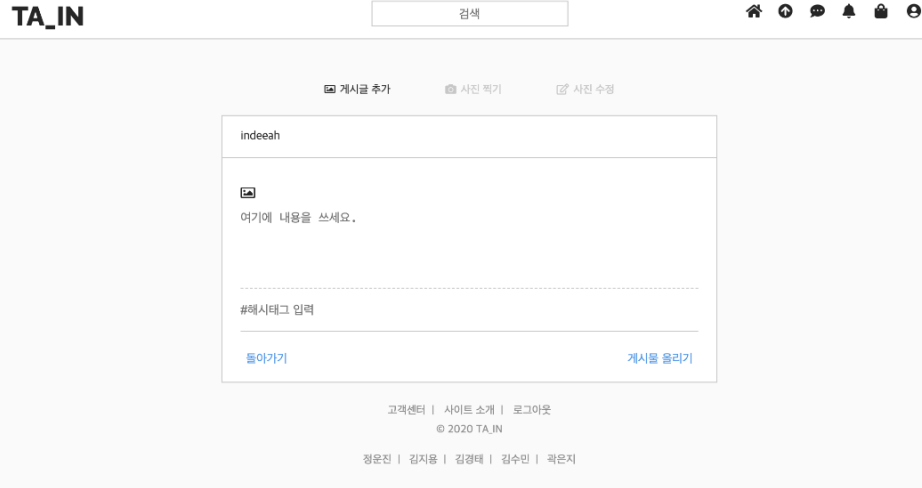 TA_IN
검색
게시글 추가 사진 찍기 사진 수정
indeeah
여기에 내용을 쓰세요.
#해시태그 입력
돌아가기 게시물 올리기
고객센터 | 사이트 소개 | 로그아웃
© 2020 TA_IN
정운진 | 김지용 | 김경태 | 김수민 | 곽은지